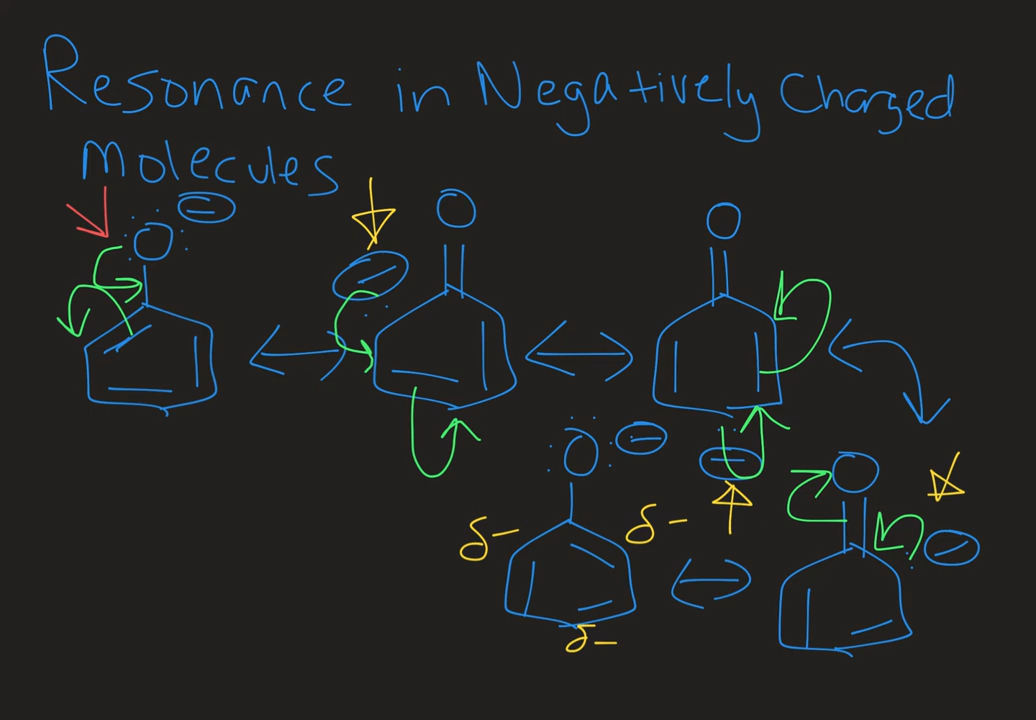 Resonance in Negatively Charged
Molecules
O ⊖
⊖ O
O
⊖
O ⊖
O
⊖
δ- δ-
δ-